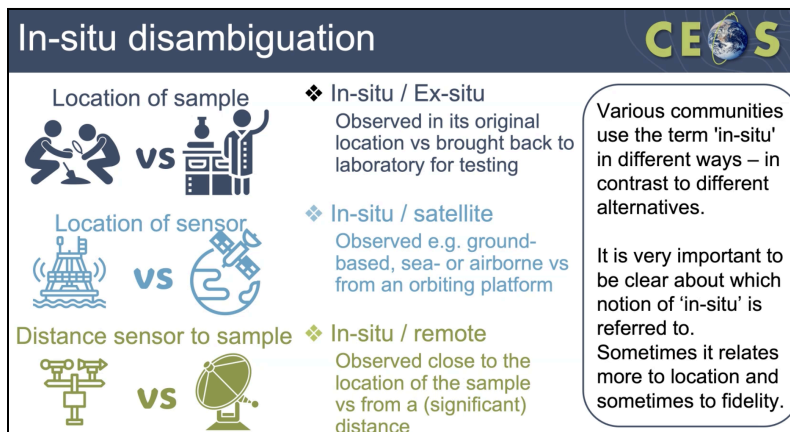 In-situ disambiguation
CEOS
Location of sample
vs
❖ In-situ / Ex-situ
Observed in its original
location vs brought back to
laboratory for testing
Location of sensor
vs
❖ In-situ / satellite
Observed e.g. ground-
based, sea- or airborne vs
from an orbiting platform
Distance sensor to sample
vs
❖ In-situ / remote
Observed close to the
location of the sample
vs from a (significant)
distance
Various communities
use the term 'in-situ'
in different ways – in
contrast to different
alternatives.
It is very important to
be clear about which
notion of ‘in-situ’ is
referred to.
Sometimes it relates
more to location and
sometimes to fidelity.